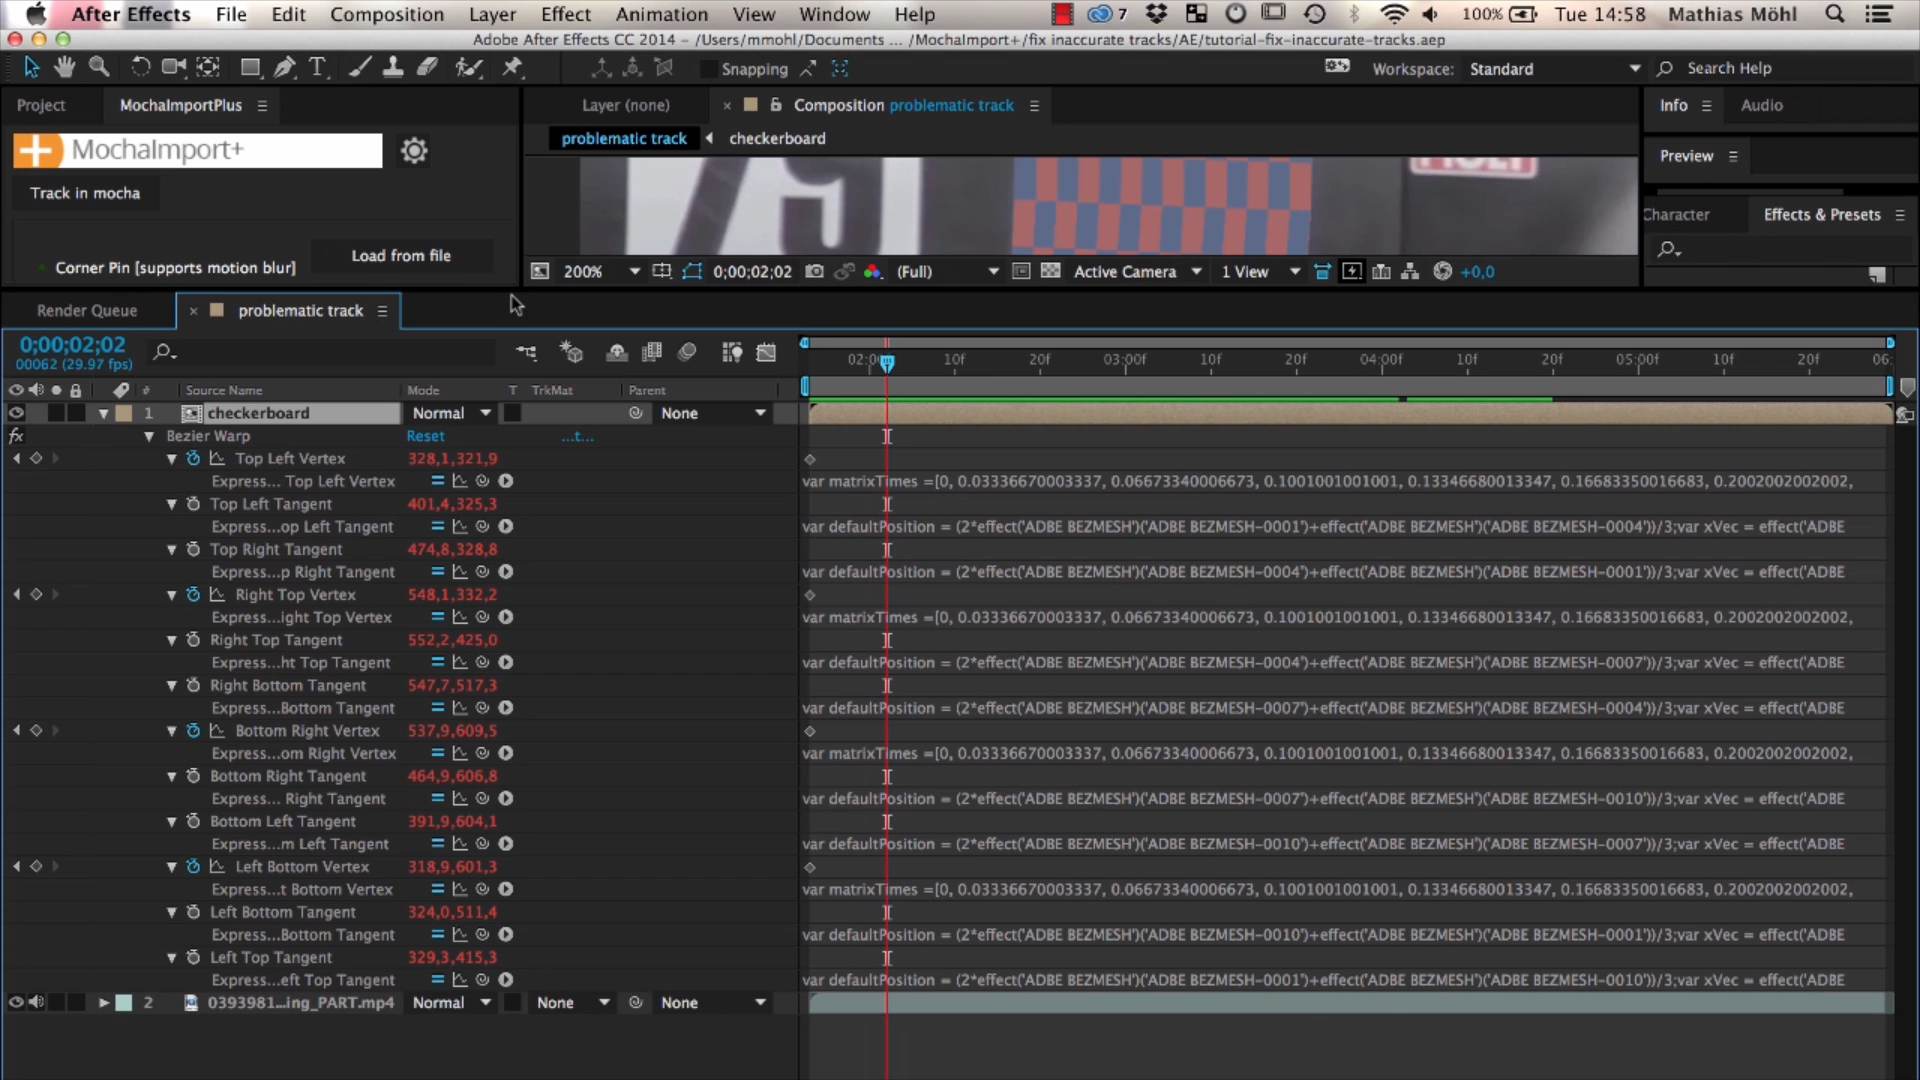 After Effects File Edit Composition Layer Effect Animation View Window Help 7 100% Tue 14:58 Mathias Möhl
Adobe After Effects CC 2014 - /Users/mmohl/Documents ... /MochaImport+/fix inaccurate tracks/AE/tutorial-fix-inaccurate-tracks.aep
T Snapping Workspace: Standard Search Help
Project MochaImportPlus Layer (none) × Composition problematic track Info Audio
MochaImport+ problematic track checkerboard Preview
79
Track in mocha
Load from file Character Effects & Presets
Corner Pin [supports motion blur] 200% 0;00;02;02 (Full) Active Camera 1 View +0,0
Render Queue × problematic track
0;00;02;02
00062 (29.97 fps) 10f 20f 03:00f 10f 20f 04:00f 10f 20f 05:00f 10f 20f 06:
# Source Name Mode T TrkMat Parent
1 checkerboard Normal None
fx Bezier Warp Reset ...t...
Top Left Vertex 328,1,321,9
Express... Top Left Vertex = var matrixTimes =[0, 0.03336670003337, 0.06673340006673, 0.1001001001001, 0.13346680013347, 0.16683350016683, 0.2002002002002,
Top Left Tangent 401,4,325,3
Express...op Left Tangent = var defaultPosition = (2*effect('ADBE BEZMESH')('ADBE BEZMESH-0001')+effect('ADBE BEZMESH')('ADBE BEZMESH-0004'))/3;var xVec = effect('ADBE
Top Right Tangent 474,8,328,8
Express...p Right Tangent = var defaultPosition = (2*effect('ADBE BEZMESH')('ADBE BEZMESH-0004')+effect('ADBE BEZMESH')('ADBE BEZMESH-0001'))/3;var xVec = effect('ADBE
Right Top Vertex 548,1,332,2
Express...ight Top Vertex = var matrixTimes =[0, 0.03336670003337, 0.06673340006673, 0.1001001001001, 0.13346680013347, 0.16683350016683, 0.2002002002002,
Right Top Tangent 552,2,425,0
Express...ht Top Tangent = var defaultPosition = (2*effect('ADBE BEZMESH')('ADBE BEZMESH-0004')+effect('ADBE BEZMESH')('ADBE BEZMESH-0007'))/3;var xVec = effect('ADBE
Right Bottom Tangent 547,7,517,3
Express...Bottom Tangent = var defaultPosition = (2*effect('ADBE BEZMESH')('ADBE BEZMESH-0007')+effect('ADBE BEZMESH')('ADBE BEZMESH-0004'))/3;var xVec = effect('ADBE
Bottom Right Vertex 537,9,609,5
Express...om Right Vertex = var matrixTimes =[0, 0.03336670003337, 0.06673340006673, 0.1001001001001, 0.13346680013347, 0.16683350016683, 0.2002002002002,
Bottom Right Tangent 464,9,606,8
Express... Right Tangent = var defaultPosition = (2*effect('ADBE BEZMESH')('ADBE BEZMESH-0007')+effect('ADBE BEZMESH')('ADBE BEZMESH-0010'))/3;var xVec = effect('ADBE
Bottom Left Tangent 391,9,604,1
Express...m Left Tangent = var defaultPosition = (2*effect('ADBE BEZMESH')('ADBE BEZMESH-0010')+effect('ADBE BEZMESH')('ADBE BEZMESH-0007'))/3;var xVec = effect('ADBE
Left Bottom Vertex 318,9,601,3
Express...t Bottom Vertex = var matrixTimes =[0, 0.03336670003337, 0.06673340006673, 0.1001001001001, 0.13346680013347, 0.16683350016683, 0.2002002002002,
Left Bottom Tangent 324,0,511,4
Express...Bottom Tangent = var defaultPosition = (2*effect('ADBE BEZMESH')('ADBE BEZMESH-0010')+effect('ADBE BEZMESH')('ADBE BEZMESH-0001'))/3;var xVec = effect('ADBE
Left Top Tangent 329,3,415,3
Express...eft Top Tangent = var defaultPosition = (2*effect('ADBE BEZMESH')('ADBE BEZMESH-0001')+effect('ADBE BEZMESH')('ADBE BEZMESH-0010'))/3;var xVec = effect('ADBE
2 0393981...ing_PART.mp4 Normal None None